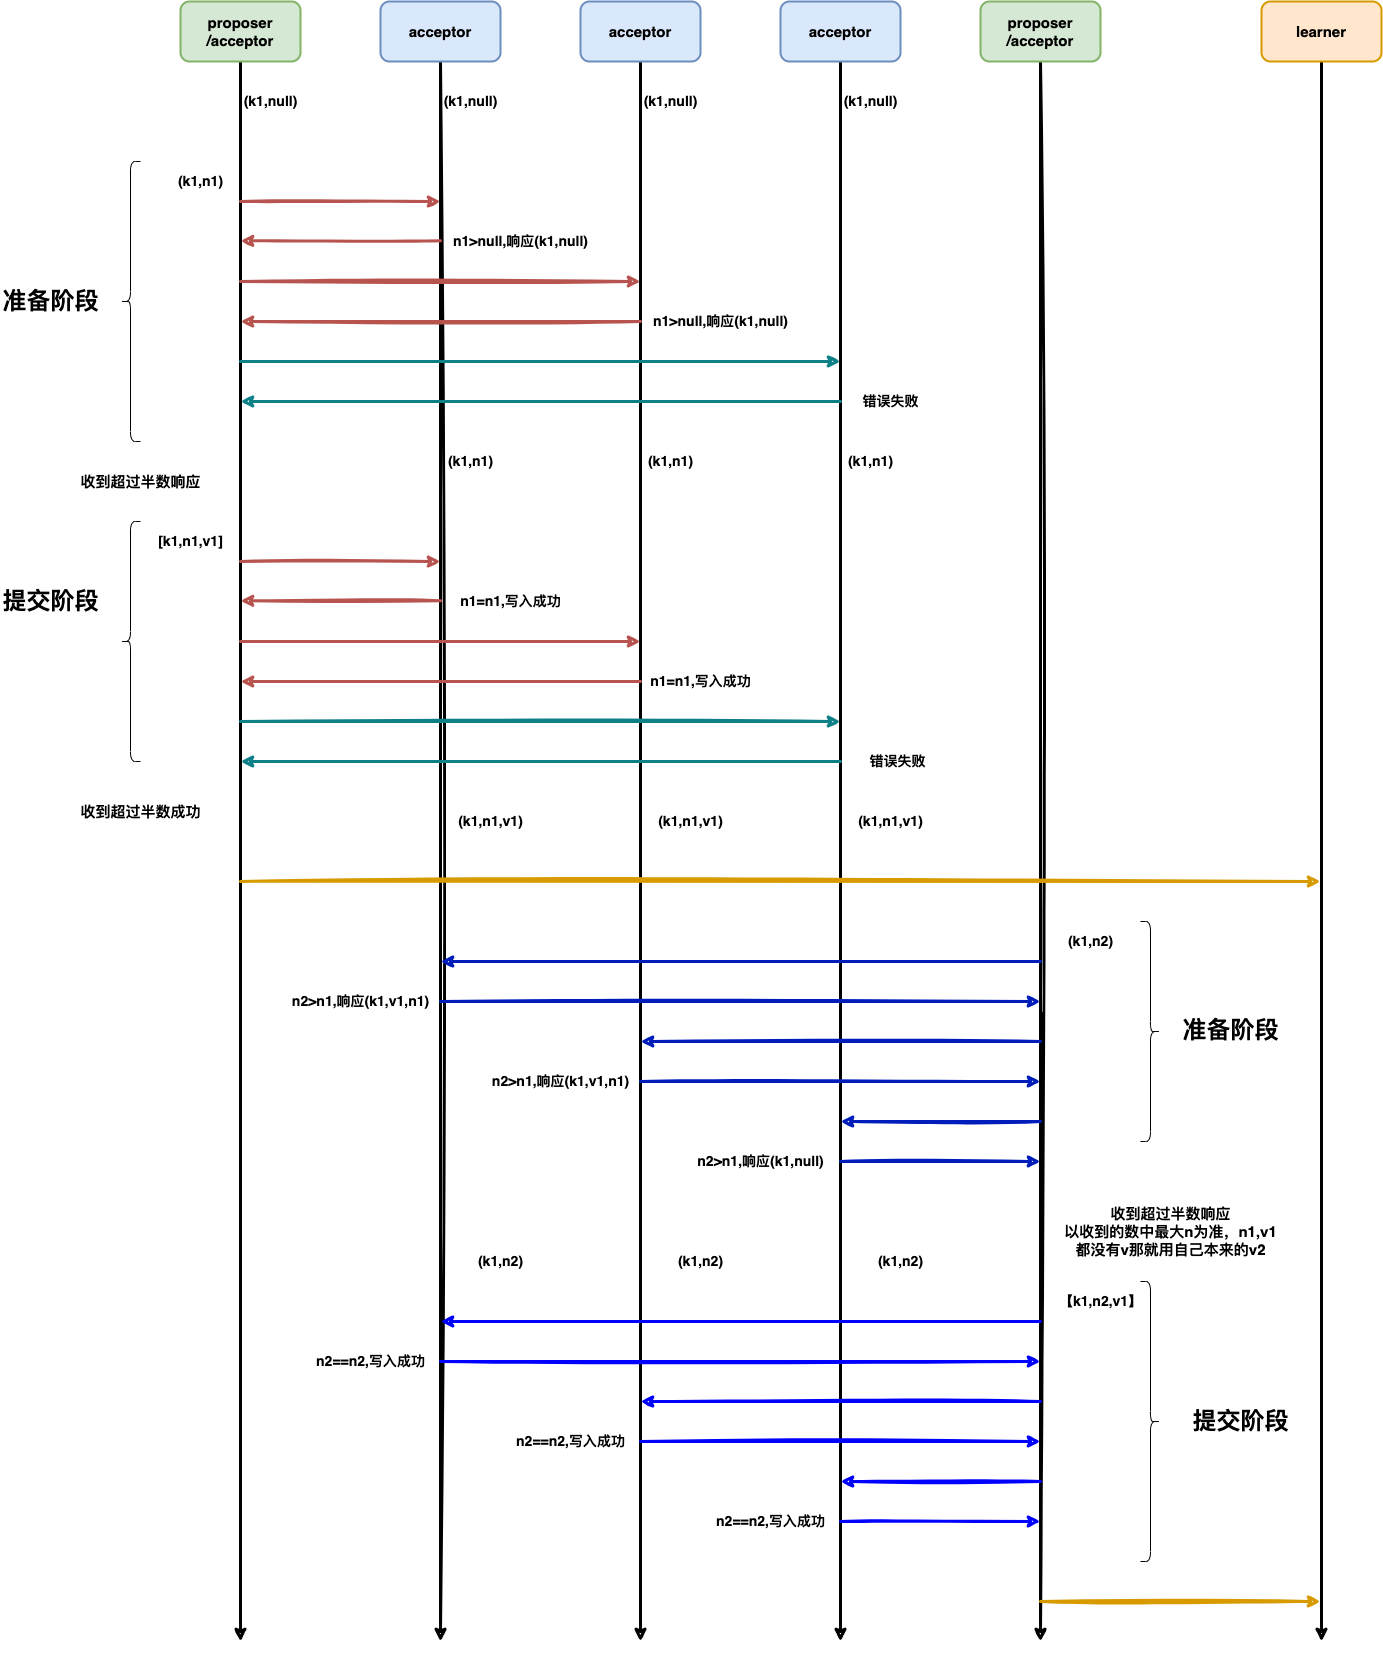 proposer
/acceptor
acceptor
acceptor
acceptor
proposer
/acceptor
learner
(k1,null)
(k1,null)
(k1,null)
(k1,null)
(k1,n1)
n1>null,响应(k1,null)
准备阶段
n1>null,响应(k1,null)
错误失败
(k1,n1)
(k1,n1)
(k1,n1)
收到超过半数响应
[k1,n1,v1]
提交阶段
n1=n1,写入成功
n1=n1,写入成功
错误失败
收到超过半数成功
(k1,n1,v1)
(k1,n1,v1)
(k1,n1,v1)
(k1,n2)
n2>n1,响应(k1,v1,n1)
准备阶段
n2>n1,响应(k1,v1,n1)
n2>n1,响应(k1,null)
收到超过半数响应
以收到的数中最大n为准，n1,v1
都没有v那就用自己本来的v2
(k1,n2)
(k1,n2)
(k1,n2)
【k1,n2,v1】
n2==n2,写入成功
提交阶段
n2==n2,写入成功
n2==n2,写入成功